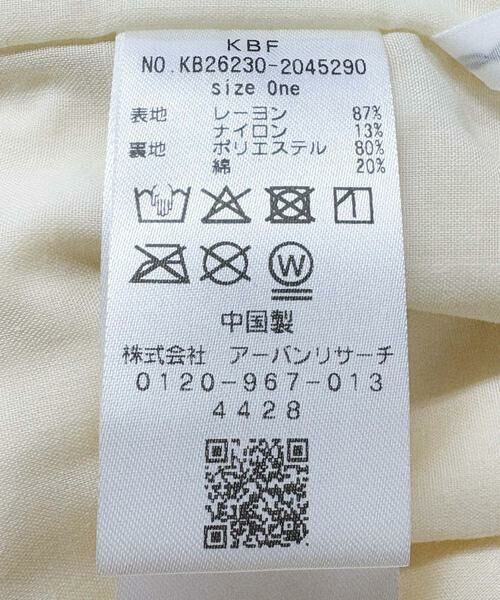 KBF
NO.KB26230-2045290
size One
表地 レーヨン 87%
ナイロン 13%
裏地 ポリエステル 80%
綿 20%
W
中国製
株式会社 アーバンリサーチ
0120-967-013
4428